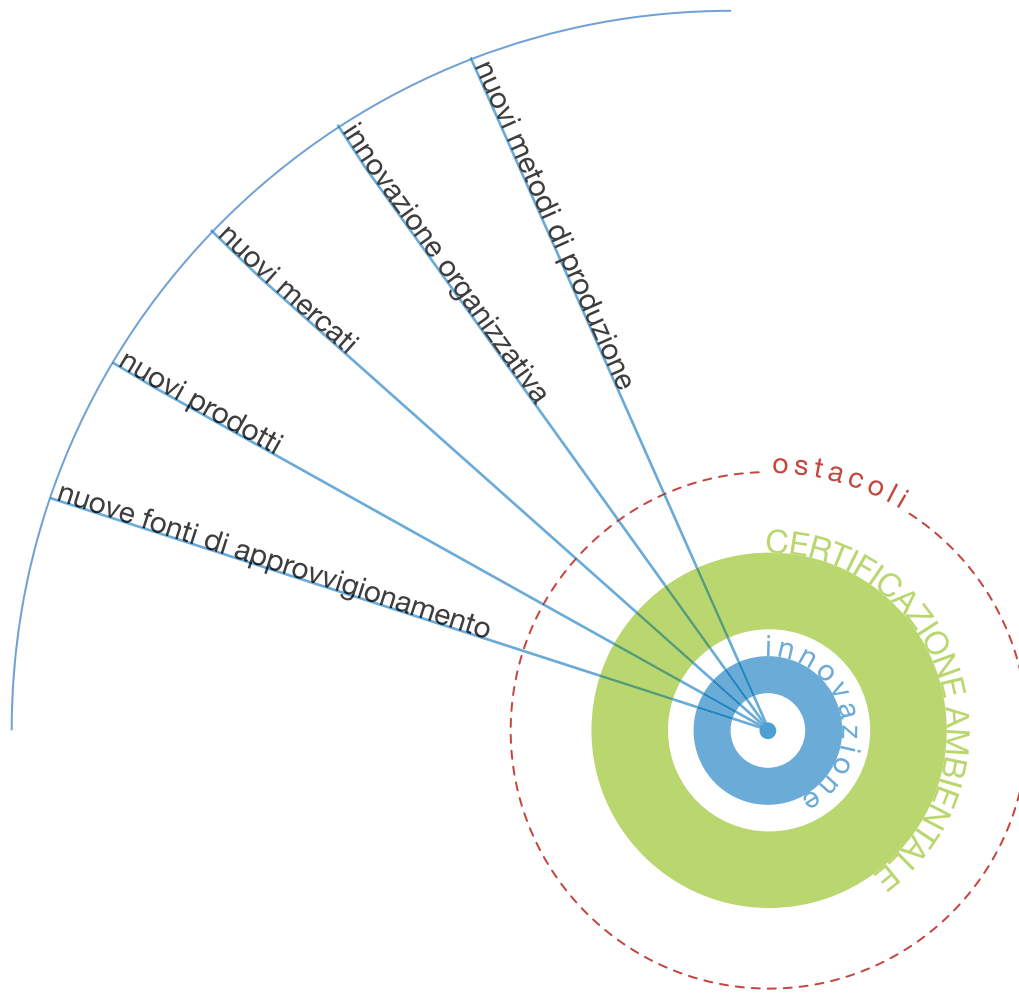 nuovi metodi di produzione
innovazione organizzativa
nuovi mercati
nuovi prodotti
nuove fonti di approvvigionamento
ostacoli
CERTIFICAZIONE AMBIENTALE
innovazione